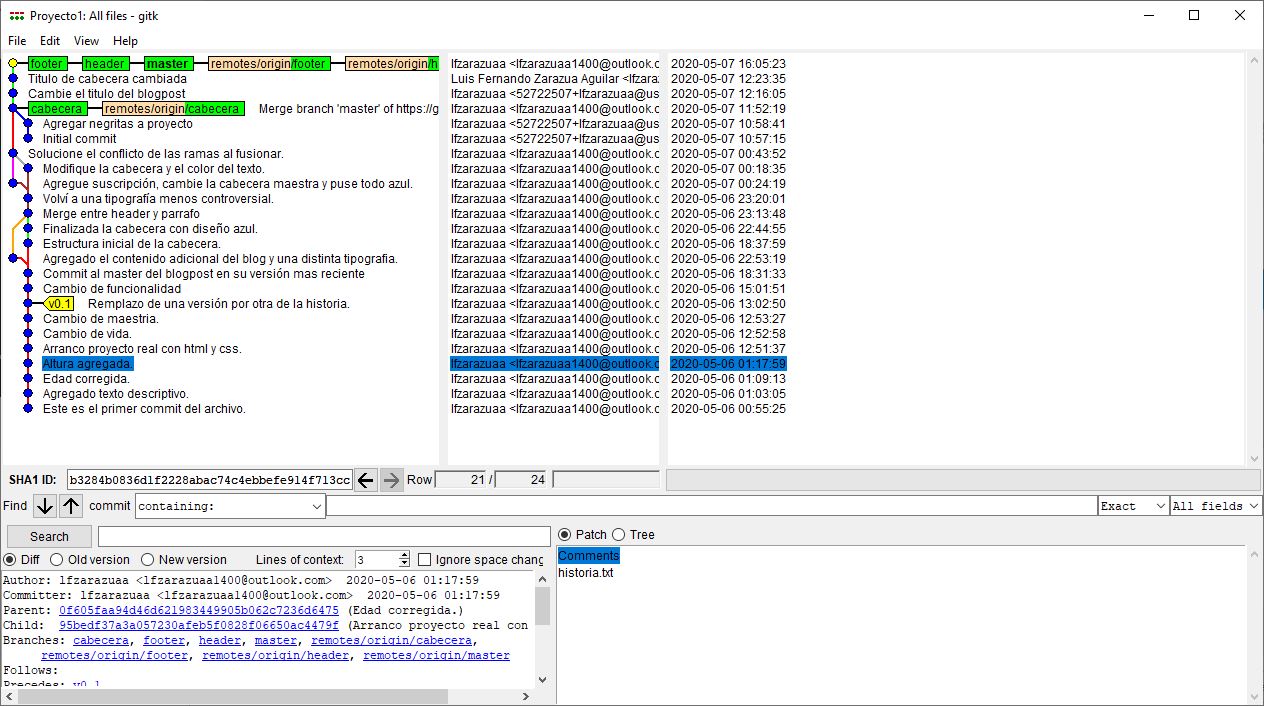 Proyecto1: All files - gitk
File Edit View Help
footer header master remotes/origin/footer remotes/origin/h lfzarazuaa <lfzarazuaa1400@outlook.c 2020-05-07 16:05:23
Titulo de cabecera cambiada Luis Fernando Zarazua Aguilar <lfzara 2020-05-07 12:23:35
Cambie el titulo del blogpost lfzarazuaa <52722507+lfzarazuaa@us 2020-05-07 12:16:05
cabecera remotes/origin/cabecera Merge branch 'master' of https://g lfzarazuaa <lfzarazuaa1400@outlook.c 2020-05-07 11:52:19
Agregar negritas a proyecto lfzarazuaa <52722507+lfzarazuaa@us 2020-05-07 10:58:41
Initial commit lfzarazuaa <52722507+lfzarazuaa@us 2020-05-07 10:57:15
Solucione el conflicto de las ramas al fusionar. lfzarazuaa <lfzarazuaa1400@outlook.c 2020-05-07 00:43:52
Modifique la cabecera y el color del texto. lfzarazuaa <lfzarazuaa1400@outlook.c 2020-05-07 00:18:35
Agregue suscripción, cambie la cabecera maestra y puse todo azul. lfzarazuaa <lfzarazuaa1400@outlook.c 2020-05-07 00:24:19
Volví a una tipografía menos controversial. lfzarazuaa <lfzarazuaa1400@outlook.c 2020-05-06 23:20:01
Merge entre header y parrafo lfzarazuaa <lfzarazuaa1400@outlook.c 2020-05-06 23:13:48
Finalizada la cabecera con diseño azul. lfzarazuaa <lfzarazuaa1400@outlook.c 2020-05-06 22:44:55
Estructura inicial de la cabecera. lfzarazuaa <lfzarazuaa1400@outlook.c 2020-05-06 18:37:59
Agregado el contenido adicional del blog y una distinta tipografia. lfzarazuaa <lfzarazuaa1400@outlook.c 2020-05-06 22:53:19
Commit al master del blogpost en su versión mas reciente lfzarazuaa <lfzarazuaa1400@outlook.c 2020-05-06 18:31:33
Cambio de funcionalidad lfzarazuaa <lfzarazuaa1400@outlook.c 2020-05-06 15:01:51
v0.1 Remplazo de una versión por otra de la historia. lfzarazuaa <lfzarazuaa1400@outlook.c 2020-05-06 13:02:50
Cambio de maestria. lfzarazuaa <lfzarazuaa1400@outlook.c 2020-05-06 12:53:27
Cambio de vida. lfzarazuaa <lfzarazuaa1400@outlook.c 2020-05-06 12:52:58
Arranco proyecto real con html y css. lfzarazuaa <lfzarazuaa1400@outlook.c 2020-05-06 12:51:37
Altura agregada. lfzarazuaa <lfzarazuaa1400@outlook.c 2020-05-06 01:17:59
Edad corregida. lfzarazuaa <lfzarazuaa1400@outlook.c 2020-05-06 01:09:13
Agregado texto descriptivo. lfzarazuaa <lfzarazuaa1400@outlook.c 2020-05-06 01:03:05
Este es el primer commit del archivo. lfzarazuaa <lfzarazuaa1400@outlook.c 2020-05-06 00:55:25
SHA1 ID: b3284b0836d1f2228abac74c4ebbefe914f713cc Row 21 / 24
Find commit containing: Exact All fields
Search Patch Tree
Diff Old version New version Lines of context: 3 Ignore space chang
Comments
historia.txt
Author: lfzarazuaa <lfzarazuaa1400@outlook.com> 2020-05-06 01:17:59
Committer: lfzarazuaa <lfzarazuaa1400@outlook.com> 2020-05-06 01:17:59
Parent: 0f605faa94d46d621983449905b062c7236d6475 (Edad corregida.)
Child: 95bedf37a3a057230afeb5f0828f06650ac4479f (Arranco proyecto real con
Branches: cabecera, footer, header, master, remotes/origin/cabecera,
remotes/origin/footer, remotes/origin/header, remotes/origin/master
Follows:
Precedes: v0.1